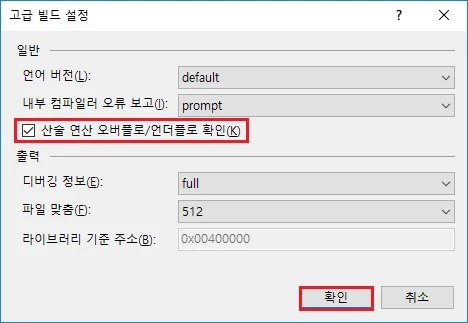 고급 빌드 설정 ? ×
일반
언어 버전(L): default
내부 컴파일러 오류 보고(I): prompt
산술 연산 오버플로/언더플로 확인(K)
출력
디버깅 정보(E): full
파일 맞춤(F): 512
라이브러리 기준 주소(B): 0x00400000
확인 취소